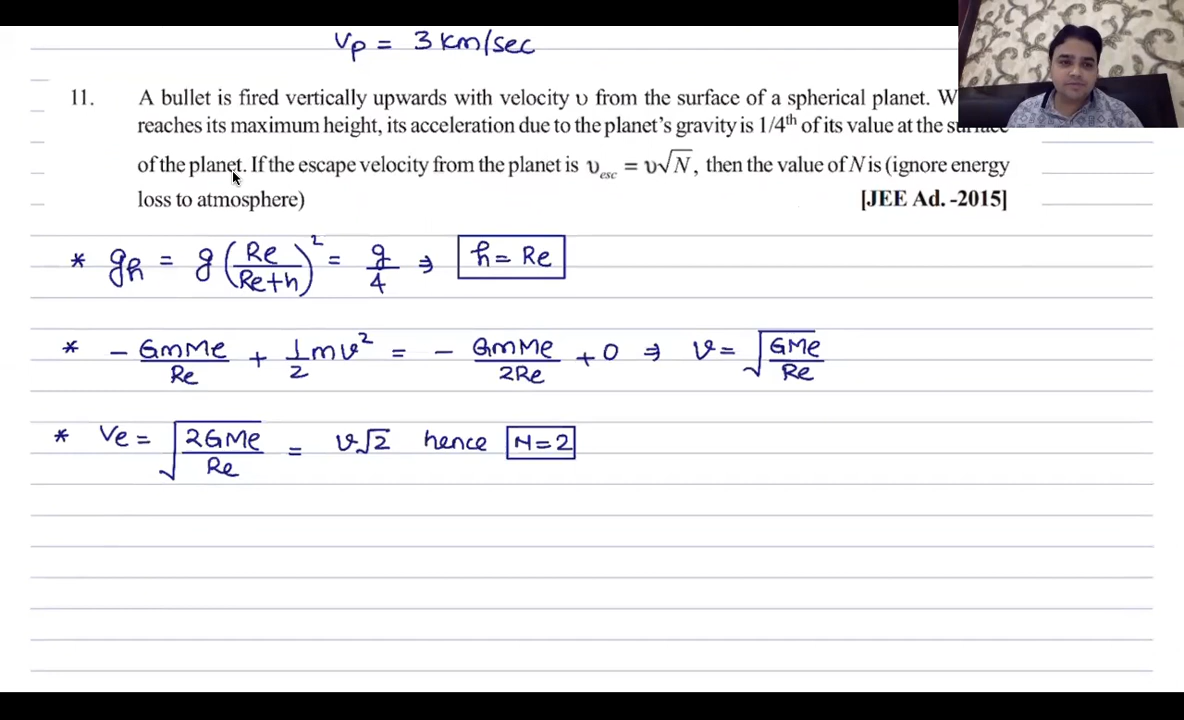 Vp = 3 km/sec
11. A bullet is fired vertically upwards with velocity υ from the surface of a spherical planet. W
reaches its maximum height, its acceleration due to the planet's gravity is 1/4th of its value at the surface
of the planet. If the escape velocity from the planet is υesc = υ√N, then the value of N is (ignore energy
loss to atmosphere) [JEE Ad. -2015]
* gh = g (Re/(Re+h))² = g/4 ⇒ h = Re
* - GmMe/Re + 1/2 mv² = - GmMe/2Re + 0 ⇒ v = √(GMe/Re)
* Ve = √(2GMe/Re) = v√2 hence N=2